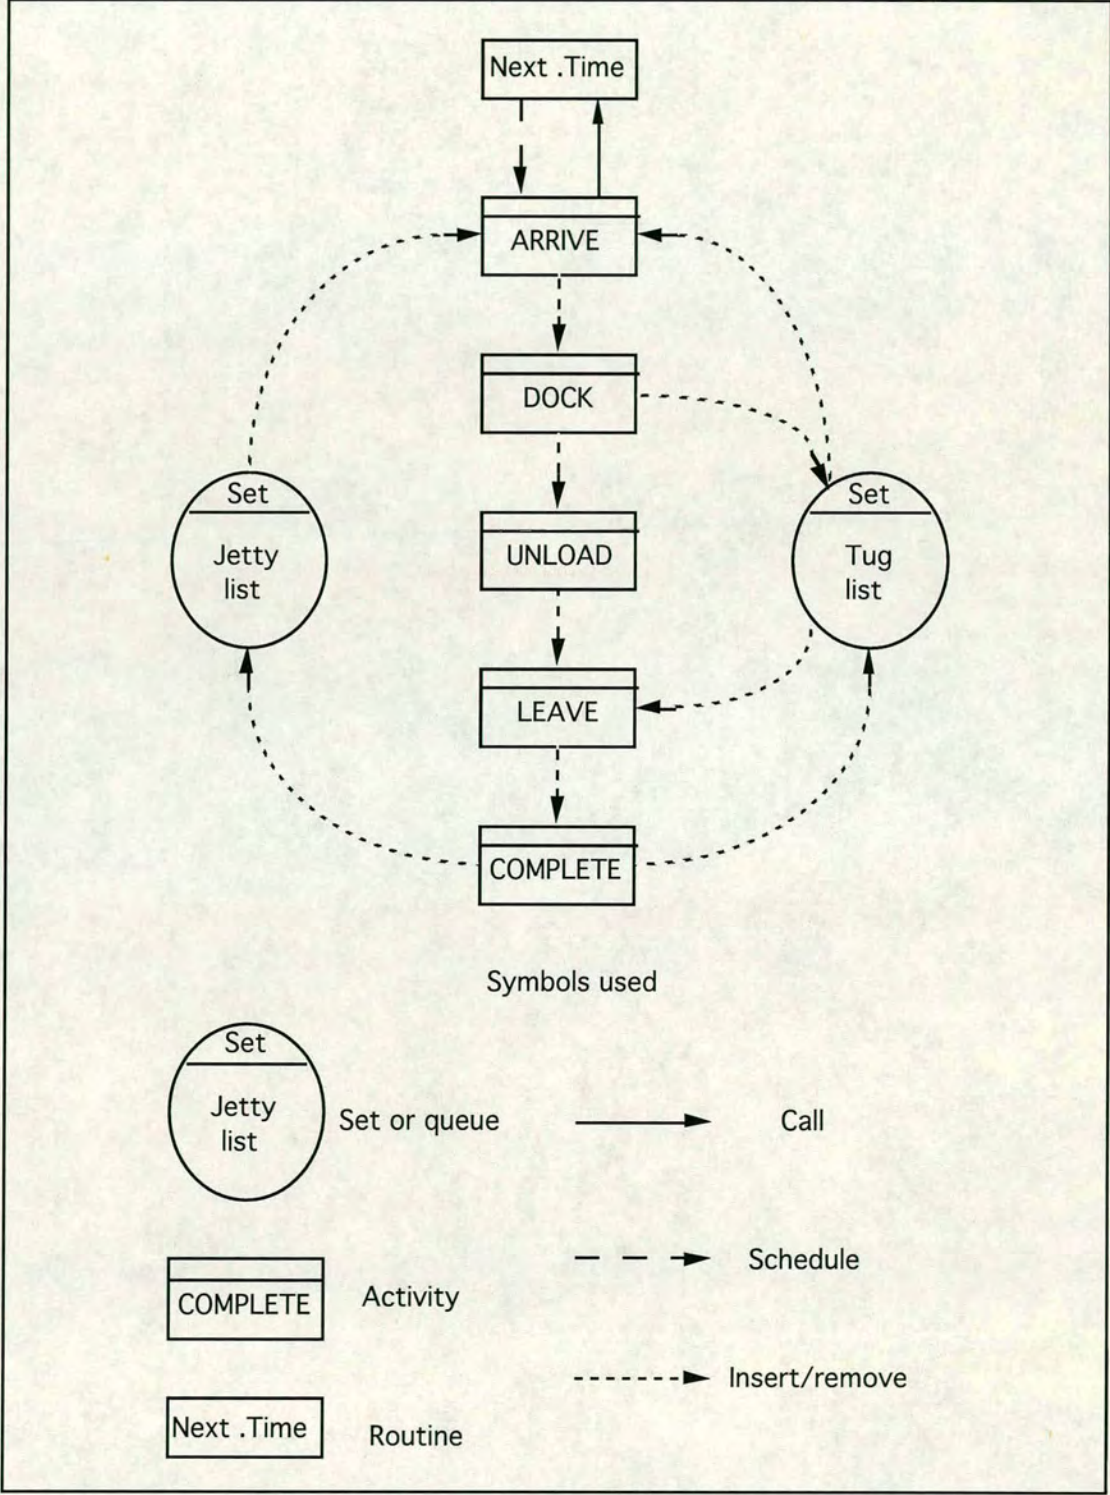 Next .Time
ARRIVE
DOCK
Set
Jetty
list
Set
Tug
list
UNLOAD
LEAVE
COMPLETE
Symbols used
Set
Jetty
list
Set or queue
Call
Schedule
COMPLETE
Activity
Insert/remove
Next .Time
Routine